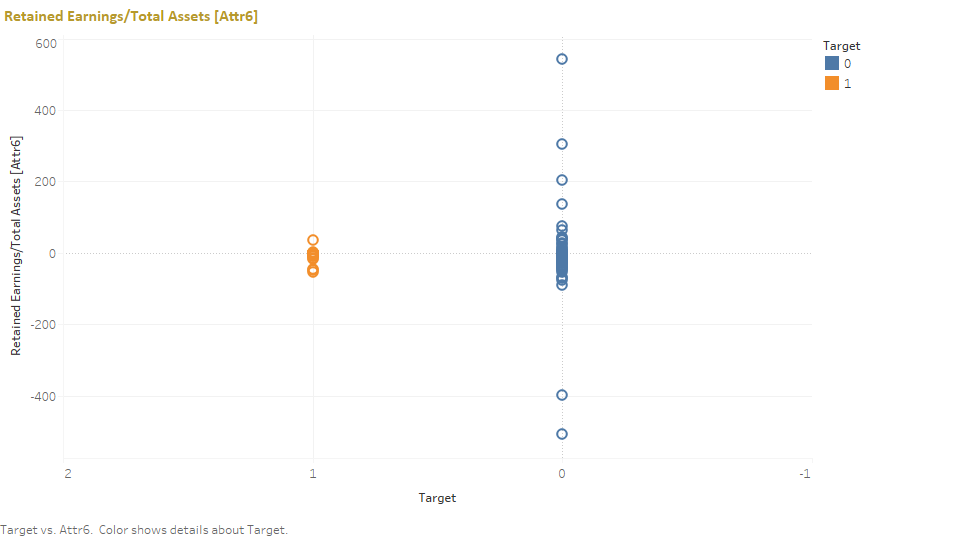 Retained Earnings/Total Assets [Attr6]
Target
0
1
600
400
200
0
-200
-400
Retained Earnings/Total Assets [Attr6]
2
1
0
-1
Target
Target vs. Attr6. Color shows details about Target.